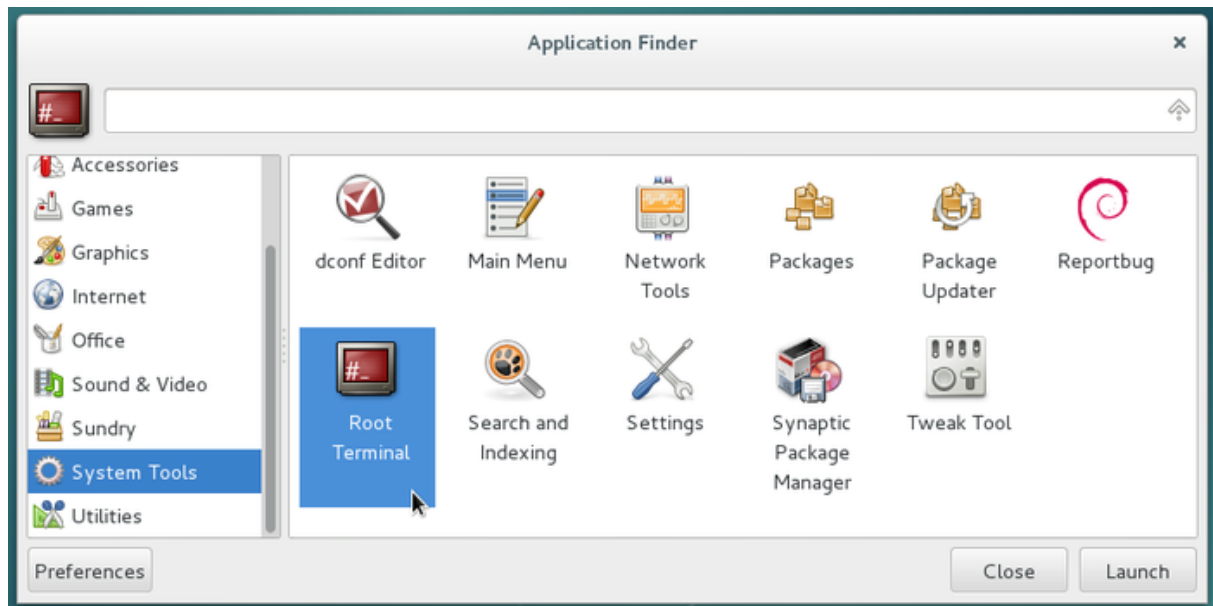 Application Finder
#_
Accessories
Games
Graphics
Internet
Office
Sound & Video
Sundry
System Tools
Utilities
dconf Editor
Main Menu
Network
Tools
Packages
Package
Updater
Reportbug
#_
Root
Terminal
Search and
Indexing
Settings
Synaptic
Package
Manager
Tweak Tool
Preferences
Close
Launch